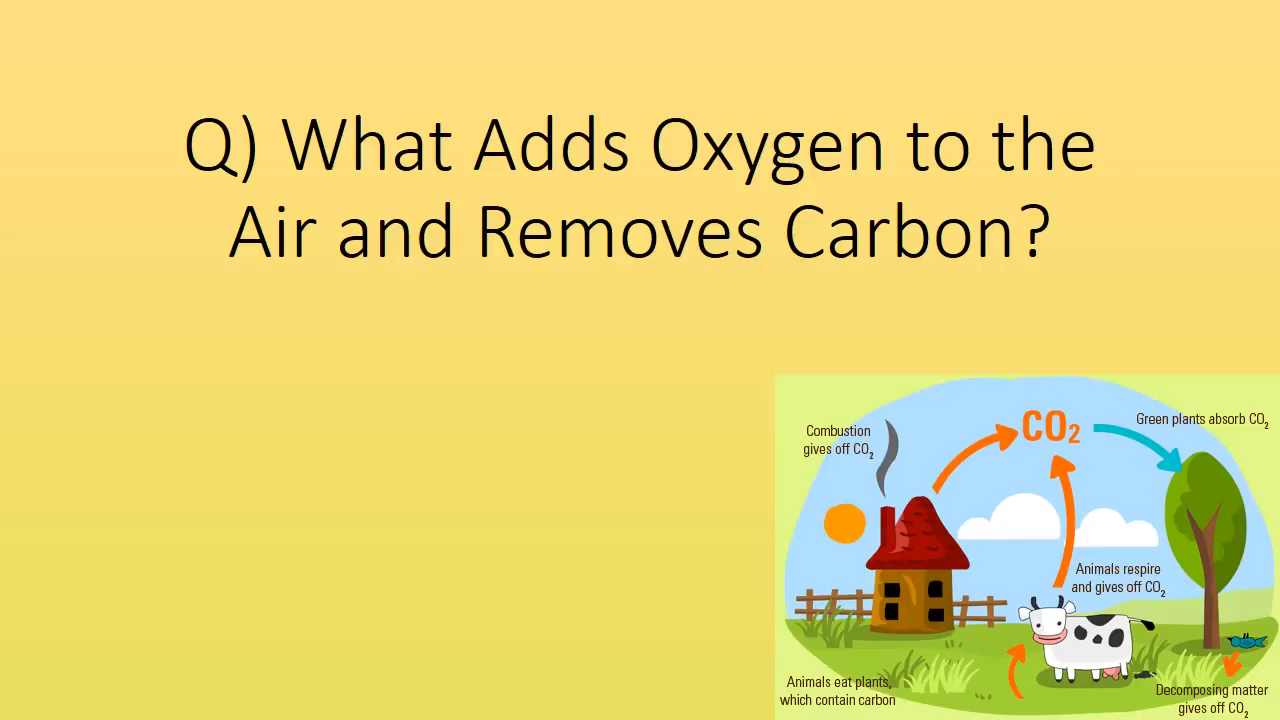 Q) What Adds Oxygen to the
Air and Removes Carbon?
Combustion
gives off CO₂
CO₂
Green plants absorb CO₂
Animals respire
and gives off CO₂
Animals eat plants,
which contain carbon
Decomposing matter
gives off CO₂